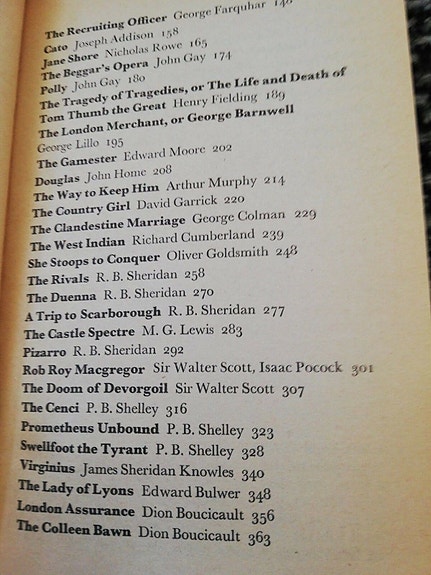 The Recruiting Officer George Farquhar
Cato Joseph Addison 158
Jane Shore Nicholas Rowe 165
The Beggar's Opera John Gay 174
Polly John Gay 180
The Tragedy of Tragedies, or The Life and Death of
Tom Thumb the Great Henry Fielding 189
The London Merchant, or George Barnwell
George Lillo 195
The Gamester Edward Moore 202
Douglas John Home 208
The Way to Keep Him Arthur Murphy 214
The Country Girl David Garrick 220
The Clandestine Marriage George Colman 229
The West Indian Richard Cumberland 239
She Stoops to Conquer Oliver Goldsmith 248
The Rivals R. B. Sheridan 258
The Duenna R. B. Sheridan 270
A Trip to Scarborough R. B. Sheridan 277
The Castle Spectre M. G. Lewis 283
Pizarro R. B. Sheridan 292
Rob Roy Macgregor Sir Walter Scott, Isaac Pocock 301
The Doom of Devorgoil Sir Walter Scott 307
The Cenci P. B. Shelley 316
Prometheus Unbound P. B. Shelley 323
Swellfoot the Tyrant P. B. Shelley 328
Virginius James Sheridan Knowles 340
The Lady of Lyons Edward Bulwer 348
London Assurance Dion Boucicault 356
The Colleen Bawn Dion Boucicault 363